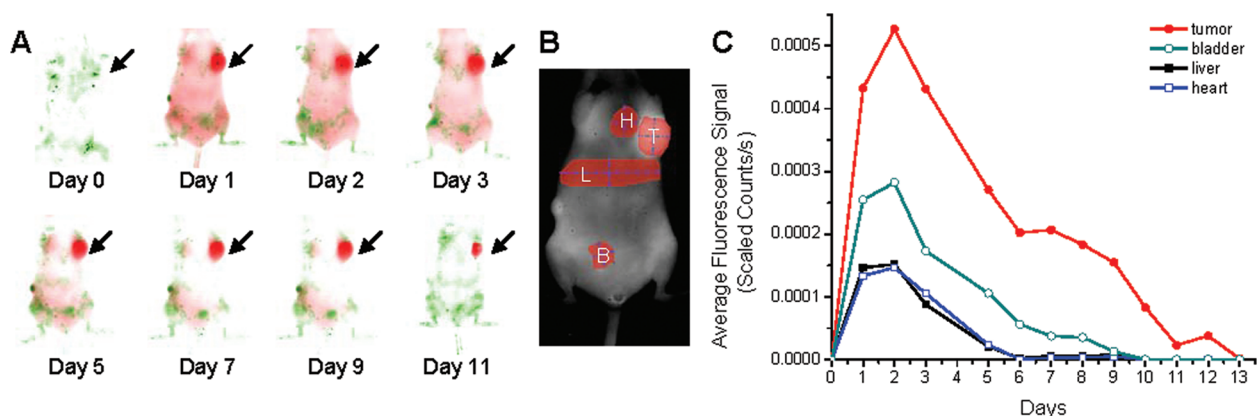 A
Day 0
Day 1
Day 2
Day 3
Day 5
Day 7
Day 9
Day 11
B
H
T
L
B
C
Average Fluorescence Signal
(Scaled Counts/s)
0.0005
0.0004
0.0003
0.0002
0.0001
0.0000
tumor
bladder
liver
heart
0 1 2 3 4 5 6 7 8 9 10 11 12 13
Days